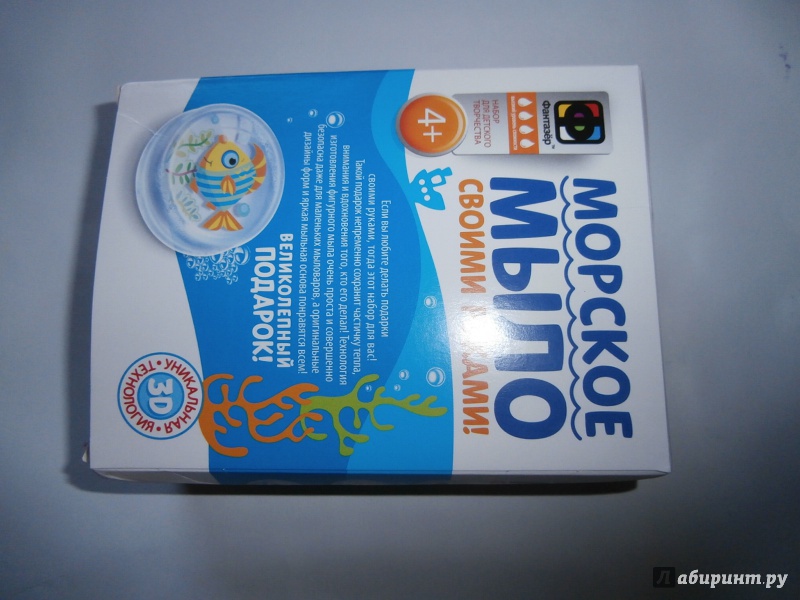 Фантазёр™
НАБОР
ДЛЯ ДЕТСКОГО
ТВОРЧЕСТВА
4+
МОРСКОЕ
МЫЛО
СВОИМИ РУКАМИ!
Если вы любите делать подарки
своими руками, тогда этот набор для вас!
Такой подарок непременно сохранит частичку тепла,
внимания и вдохновения того, кто его делал! Технология
изготовления фигурного мыла очень проста и совершенно
безопасна даже для маленьких мыловаров, а оригинальные
дизайны форм и яркая мыльная основа понравятся всем!
ВЕЛИКОЛЕПНЫЙ
ПОДАРОК!
• УНИКАЛЬНАЯ •
3D
ТЕХНОЛОГИЯ
Лабиринт.ру